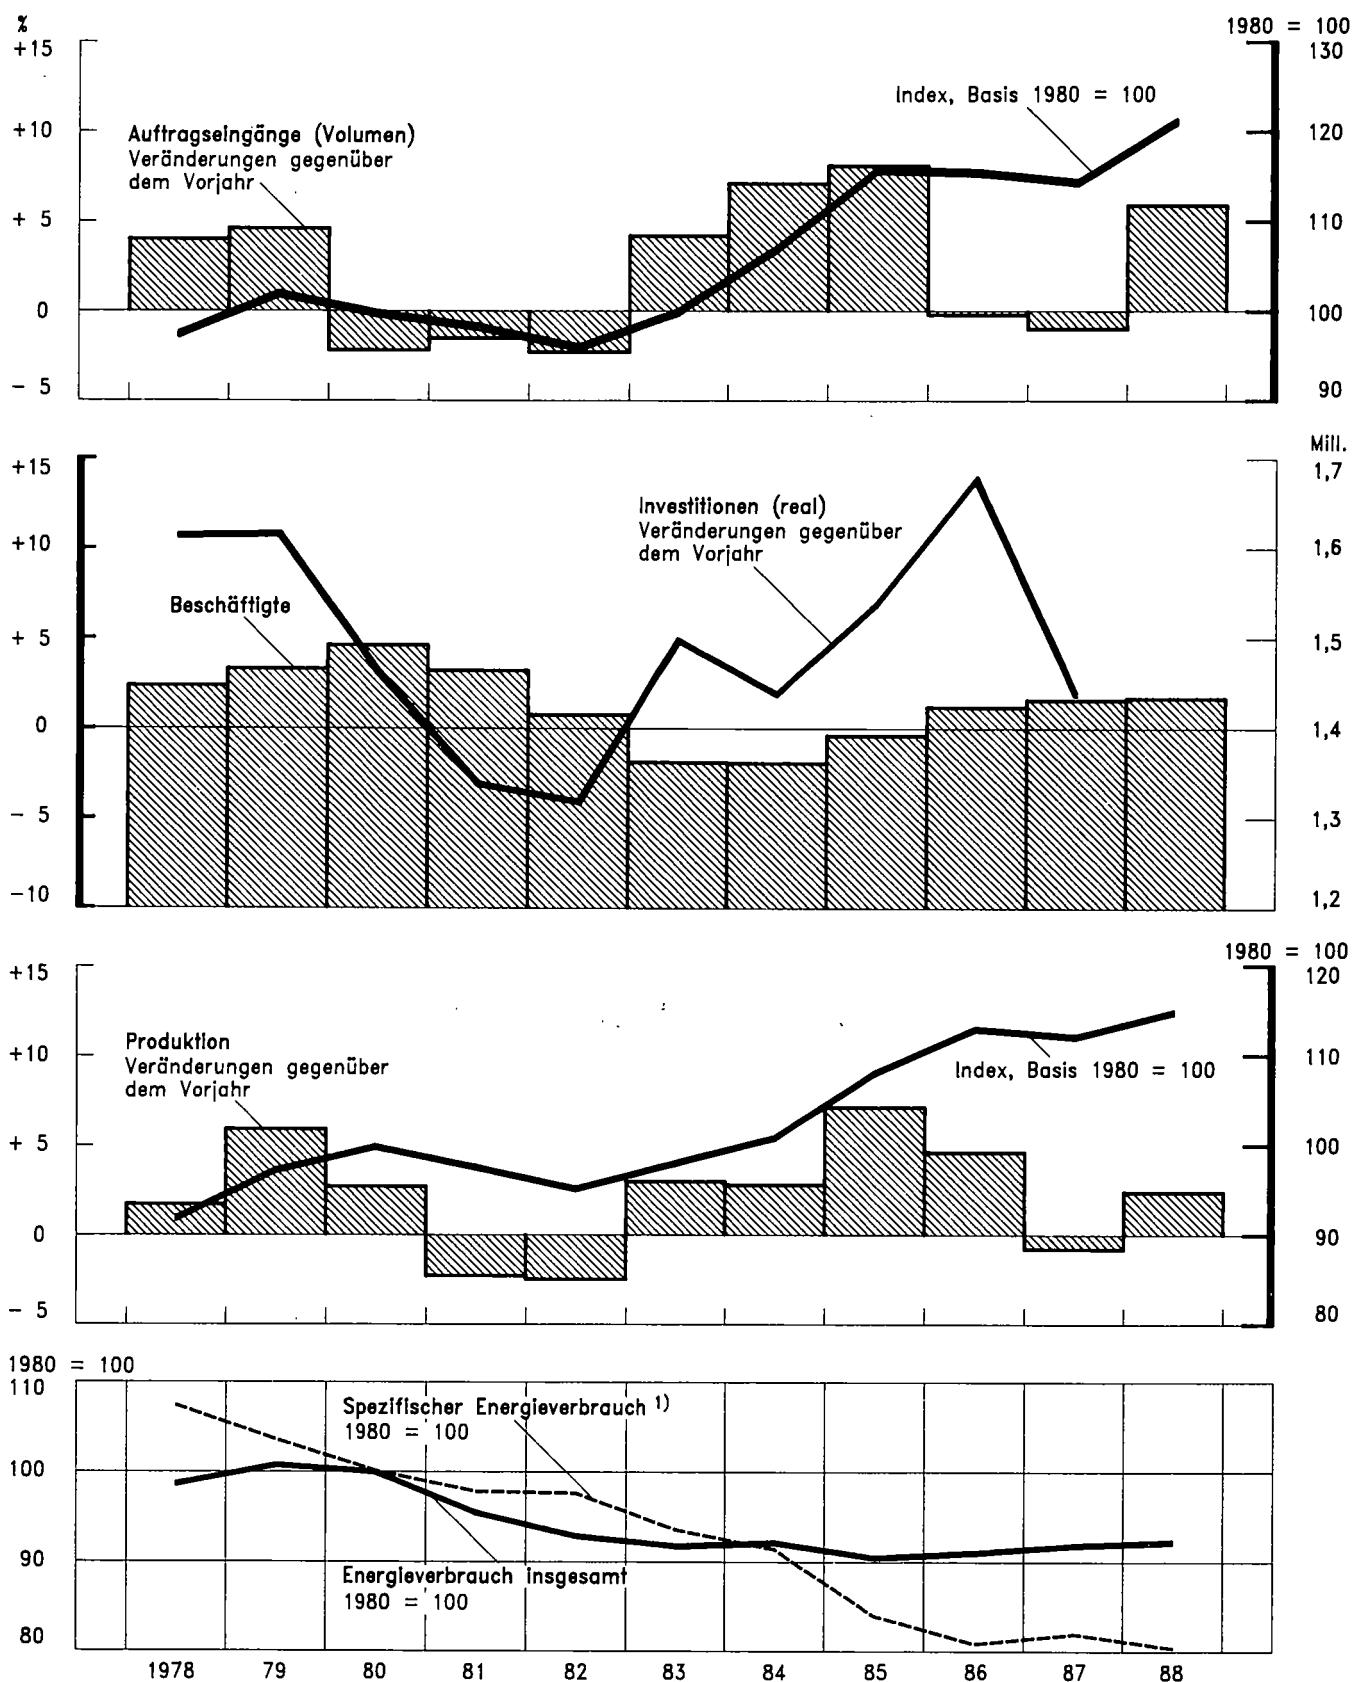 %
1980 = 100
+15
130
Index, Basis 1980 = 100
+10
120
Auftragseingänge (Volumen)
Veränderungen gegenüber
dem Vorjahr
+ 5
110
0
100
- 5
90
Mill.
+15
1,7
Investitionen (real)
Veränderungen gegenüber
dem Vorjahr
+10
1,6
Beschäftigte
+ 5
1,5
0
1,4
- 5
1,3
-10
1,2
1980 = 100
+15
120
Produktion
Veränderungen gegenüber
dem Vorjahr
+10
110
Index, Basis 1980 = 100
+ 5
100
0
90
- 5
80
1980 = 100
110
Spezifischer Energieverbrauch 1)
1980 = 100
100
90
Energieverbrauch insgesamt
1980 = 100
80
1978 79 80 81 82 83 84 85 86 87 88